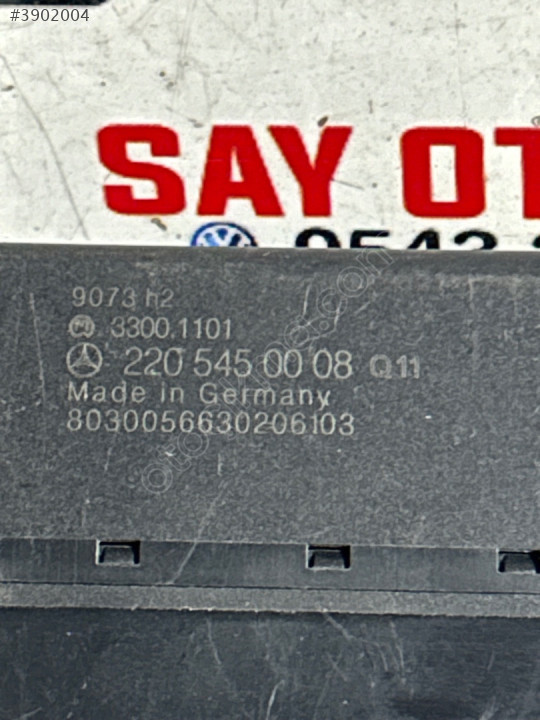 #3902004
SAY OT
9073 h2
3300.1101
220 545 00 08 Q11
Made in Germany
8030056630206103